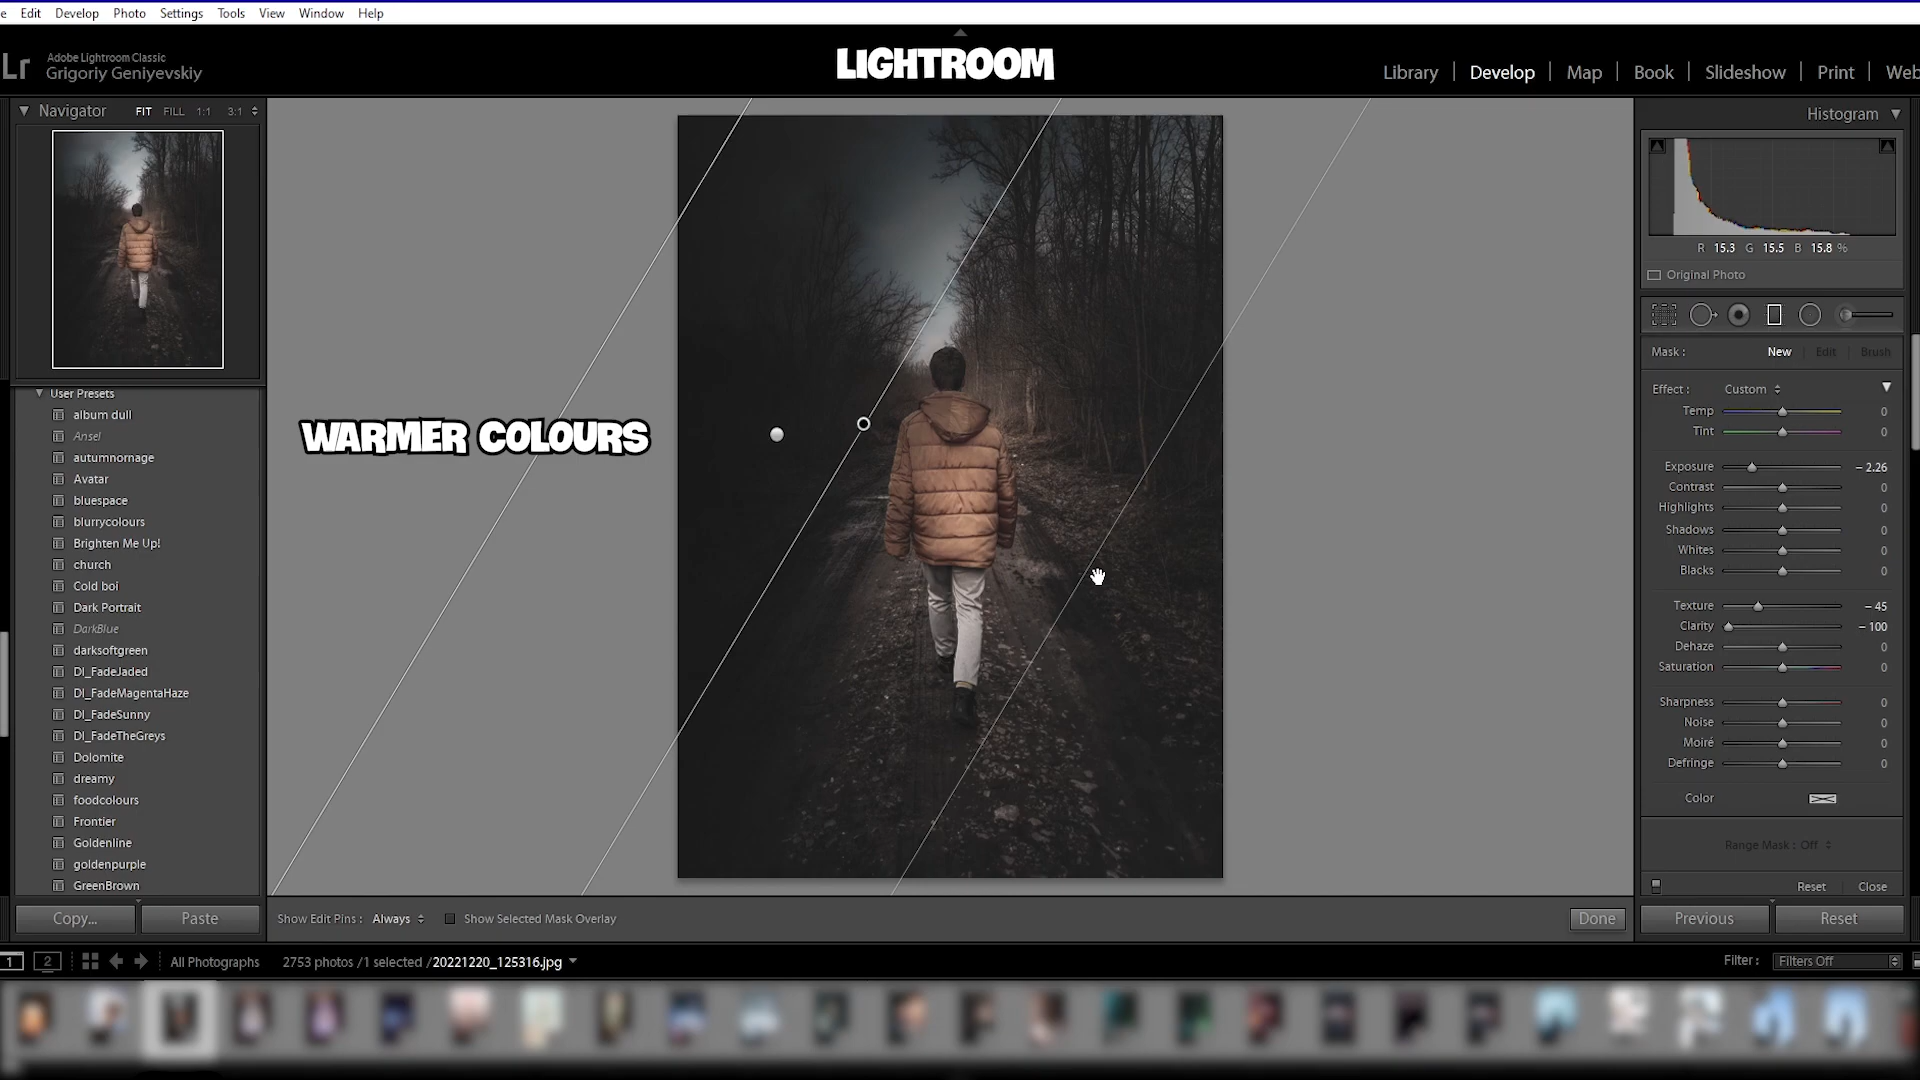 Edit Develop Photo Settings Tools View Window Help
Lr Adobe Lightroom Classic
Grigoriy Geniyevskiy
LIGHTROOM
Library | Develop | Map | Book | Slideshow | Print | Web
Navigator FIT FILL 1:1 3:1
User Presets
album dull
Ansel
autumnornage
Avatar
bluespace
blurrycolours
Brighten Me Up!
church
Cold boi
Dark Portrait
DarkBlue
darksoftgreen
DI_FadeJaded
DI_FadeMagentaHaze
DI_FadeSunny
DI_FadeTheGreys
Dolomite
dreamy
foodcolours
Frontier
Goldenline
goldenpurple
GreenBrown
Copy... Paste
WARMER COLOURS
Show Edit Pins : Always Show Selected Mask Overlay
Done
Histogram
R 15.3 G 15.5 B 15.8 %
Original Photo
Mask : New Edit Brush
Effect : Custom
Temp 0
Tint 0
Exposure – 2.26
Contrast 0
Highlights 0
Shadows 0
Whites 0
Blacks 0
Texture – 45
Clarity – 100
Dehaze 0
Saturation 0
Sharpness 0
Noise 0
Moiré 0
Defringe 0
Color
Range Mask : Off
Reset Close
Previous Reset
1 2 All Photographs 2753 photos /1 selected /20221220_125316.jpg
Filter : Filters Off